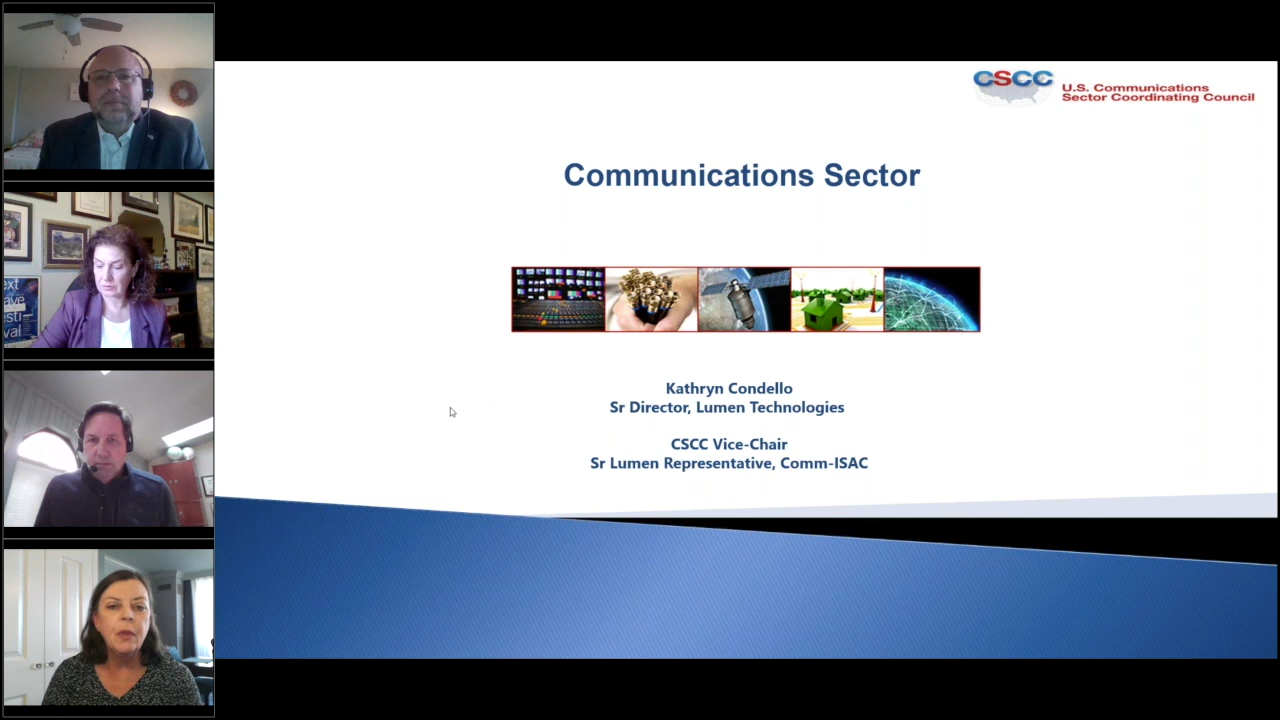 CSCC
U.S. Communications
Sector Coordinating Council
Communications Sector
Kathryn Condello
Sr Director, Lumen Technologies
CSCC Vice-Chair
Sr Lumen Representative, Comm-ISAC